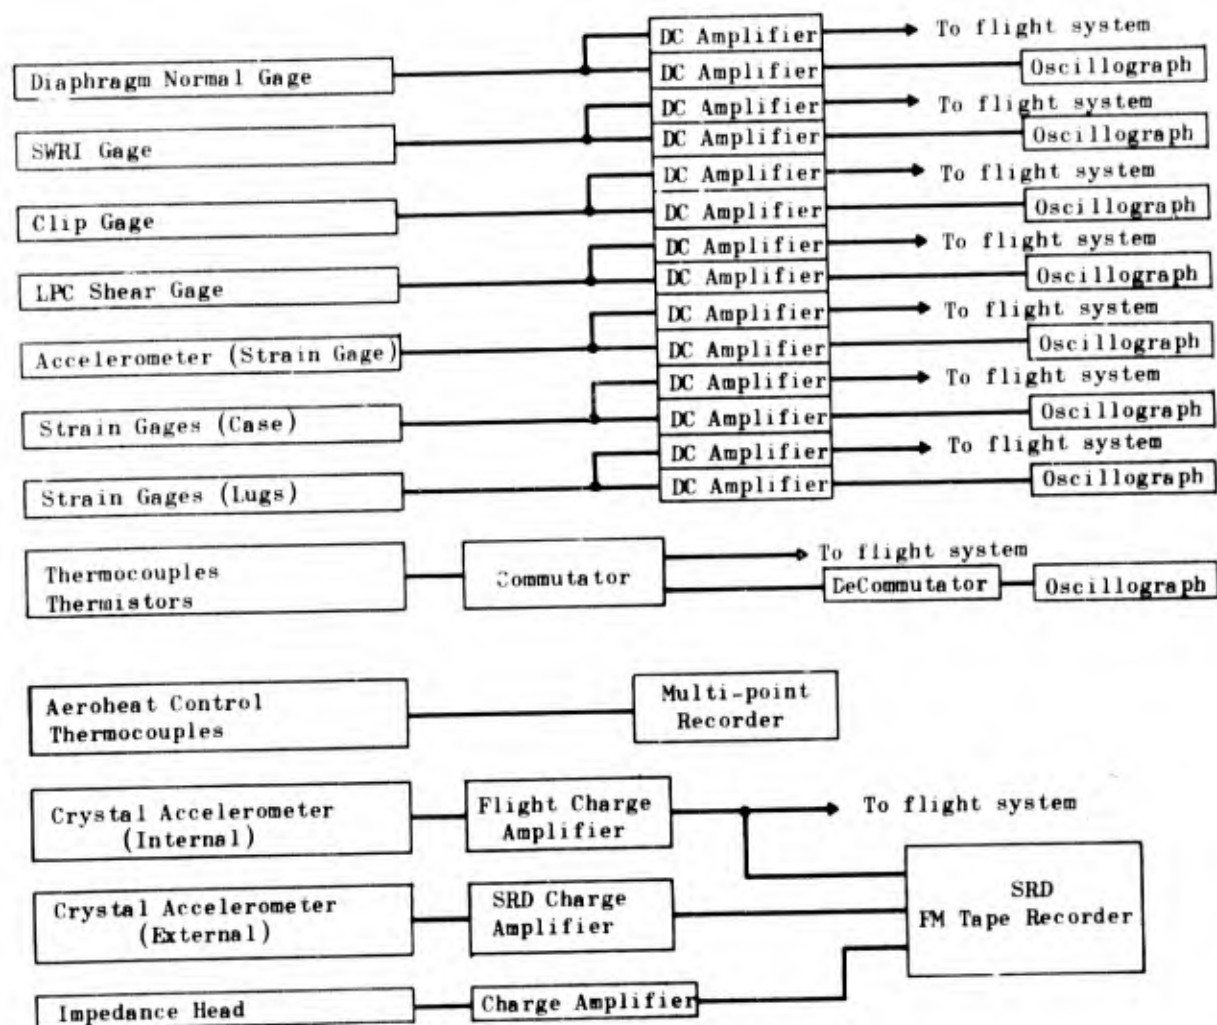 DC Amplifier To flight system
Diaphragm Normal Gage DC Amplifier Oscillograph
DC Amplifier To flight system
SWRI Gage DC Amplifier Oscillograph
DC Amplifier To flight system
Clip Gage DC Amplifier Oscillograph
DC Amplifier To flight system
LPC Shear Gage DC Amplifier Oscillograph
DC Amplifier To flight system
Accelerometer (Strain Gage) DC Amplifier Oscillograph
DC Amplifier To flight system
Strain Gages (Case) DC Amplifier Oscillograph
DC Amplifier To flight system
Strain Gages (Lugs) DC Amplifier Oscillograph
Thermocouples
Thermistors
Commutator
To flight system
DeCommutator
Oscillograph
Aeroheat Control
Thermocouples
Multi-point
Recorder
Crystal Accelerometer
(Internal)
Flight Charge
Amplifier
To flight system
Crystal Accelerometer
(External)
SRD Charge
Amplifier
SRD
FM Tape Recorder
Impedance Head
Charge Amplifier